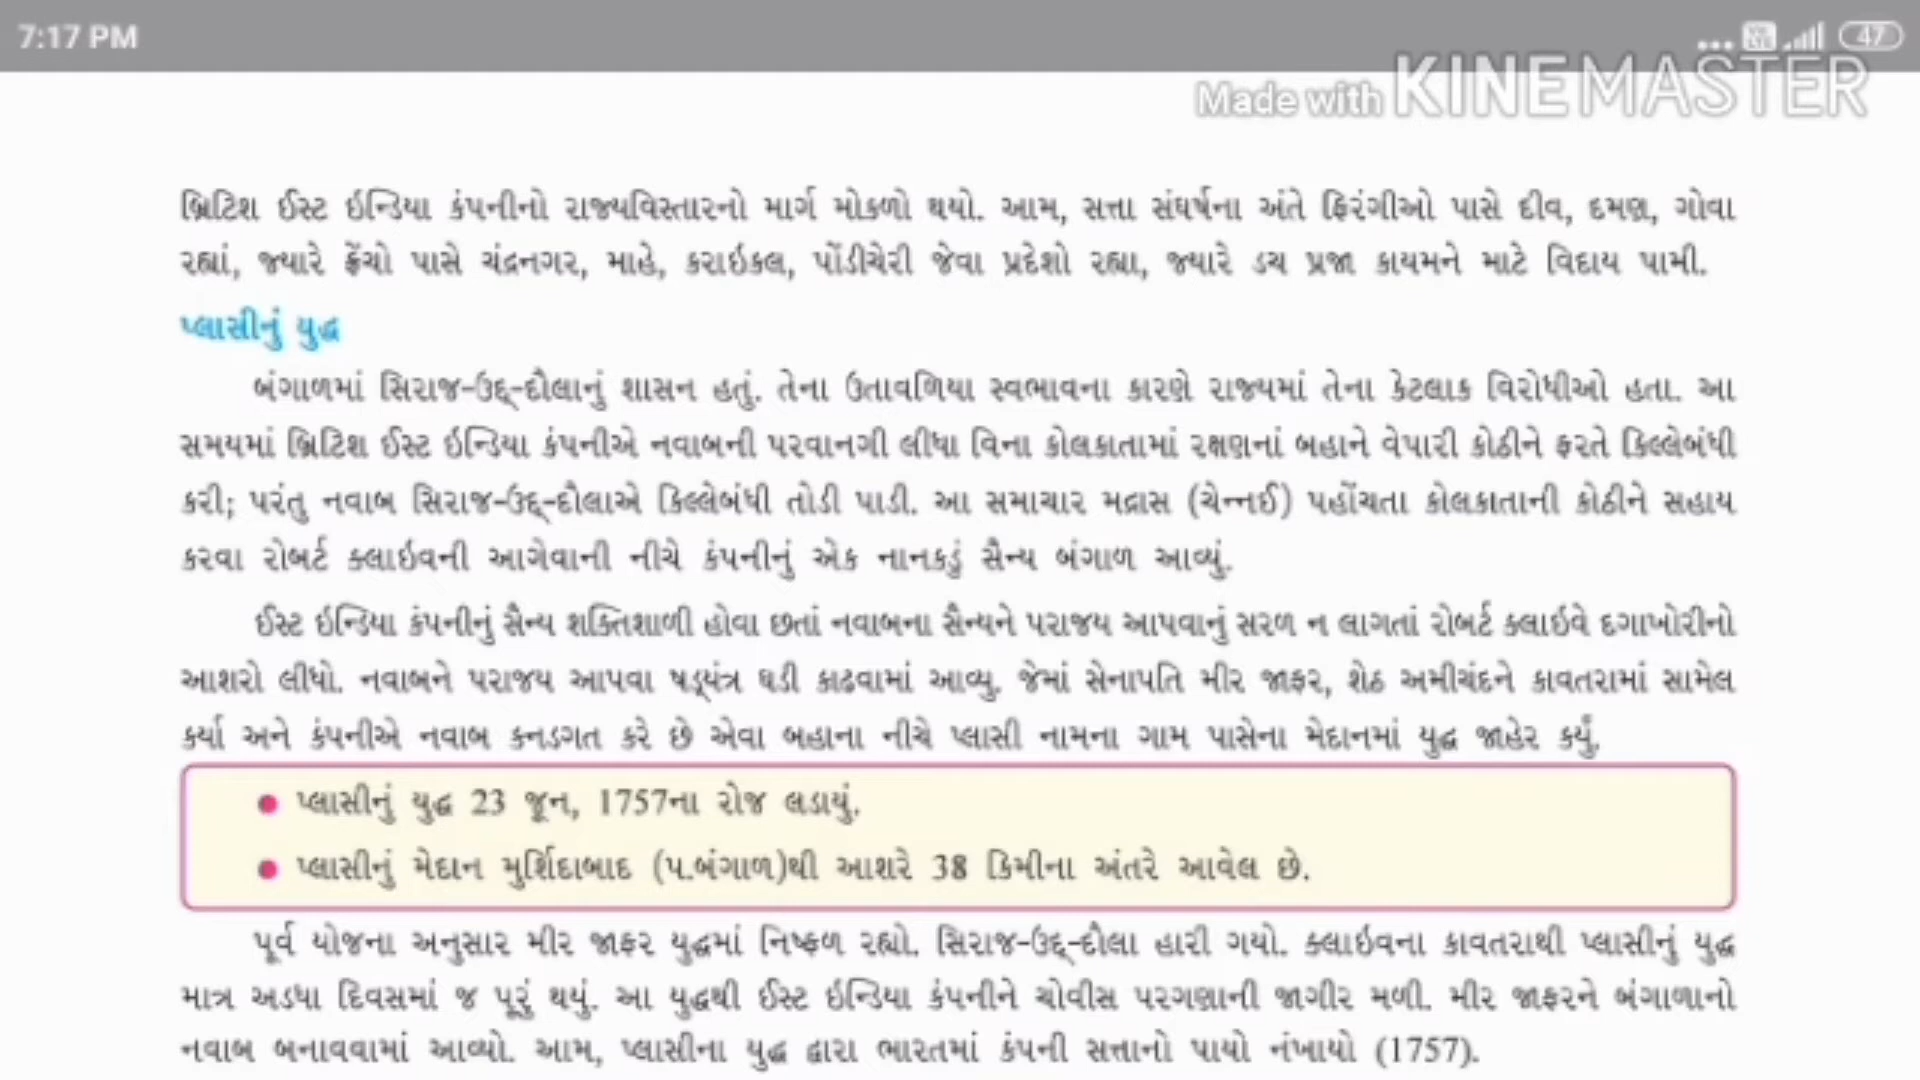 7:17 PM
47
Made with KINEMASTER
બ્રિટિશ ઈસ્ટ ઇન્ડિયા કંપનીનો રાજ્યવિસ્તારનો માર્ગ મોકળો થયો. આમ, સત્તા સંઘર્ષના અંતે ફિરંગીઓ પાસે દીવ, દમણ, ગોવા
રહ્યાં, જ્યારે ફ્રેંચો પાસે ચંદ્રનગર, માહે, કરાઇકલ, પોંડીચેરી જેવા પ્રદેશો રહ્યા, જ્યારે ડચ પ્રજા કાયમને માટે વિદાય પામી.
પ્લાસીનું યુદ્ધ
બંગાળમાં સિરાજ-ઉદ્દ-દૌલાનું શાસન હતું. તેના ઉતાવળિયા સ્વભાવના કારણે રાજ્યમાં તેના કેટલાક વિરોધીઓ હતા. આ
સમયમાં બ્રિટિશ ઈસ્ટ ઇન્ડિયા કંપનીએ નવાબની પરવાનગી લીધા વિના કોલકાતામાં રક્ષણનાં બહાને વેપારી કોઠીને ફરતે કિલ્લેબંધી
કરી; પરંતુ નવાબ સિરાજ-ઉદ્દ-દૌલાએ કિલ્લેબંધી તોડી પાડી. આ સમાચાર મદ્રાસ (ચેન્નઈ) પહોંચતા કોલકાતાની કોઠીને સહાય
કરવા રોબર્ટ ક્લાઇવની આગેવાની નીચે કંપનીનું એક નાનકડું સૈન્ય બંગાળ આવ્યું.
ઈસ્ટ ઇન્ડિયા કંપનીનું સૈન્ય શક્તિશાળી હોવા છતાં નવાબના સૈન્યને પરાજય આપવાનું સરળ ન લાગતાં રોબર્ટ ક્લાઇવે દગાખોરીનો
આશરો લીધો. નવાબને પરાજય આપવા ષડ્યંત્ર ઘડી કાઢવામાં આવ્યુ. જેમાં સેનાપતિ મીર જાફર, શેઠ અમીચંદને કાવતરામાં સામેલ
કર્યા અને કંપનીએ નવાબ કનડગત કરે છે એવા બહાના નીચે પ્લાસી નામના ગામ પાસેના મેદાનમાં યુદ્ધ જાહેર કર્યું.
● પ્લાસીનું યુદ્ધ 23 જૂન, 1757ના રોજ લડાયું.
● પ્લાસીનું મેદાન મુર્શિદાબાદ (પ.બંગાળ)થી આશરે 38 કિમીના અંતરે આવેલ છે.
પૂર્વ યોજના અનુસાર મીર જાફર યુદ્ધમાં નિષ્ફળ રહ્યો. સિરાજ-ઉદ્દ-દૌલા હારી ગયો. ક્લાઇવના કાવતરાથી પ્લાસીનું યુદ્ધ
માત્ર અડધા દિવસમાં જ પૂરું થયું. આ યુદ્ધથી ઈસ્ટ ઇન્ડિયા કંપનીને ચોવીસ પરગણાની જાગીર મળી. મીર જાફરને બંગાળાનો
નવાબ બનાવવામાં આવ્યો. આમ, પ્લાસીના યુદ્ધ દ્વારા ભારતમાં કંપની સત્તાનો પાયો નંખાયો (1757).